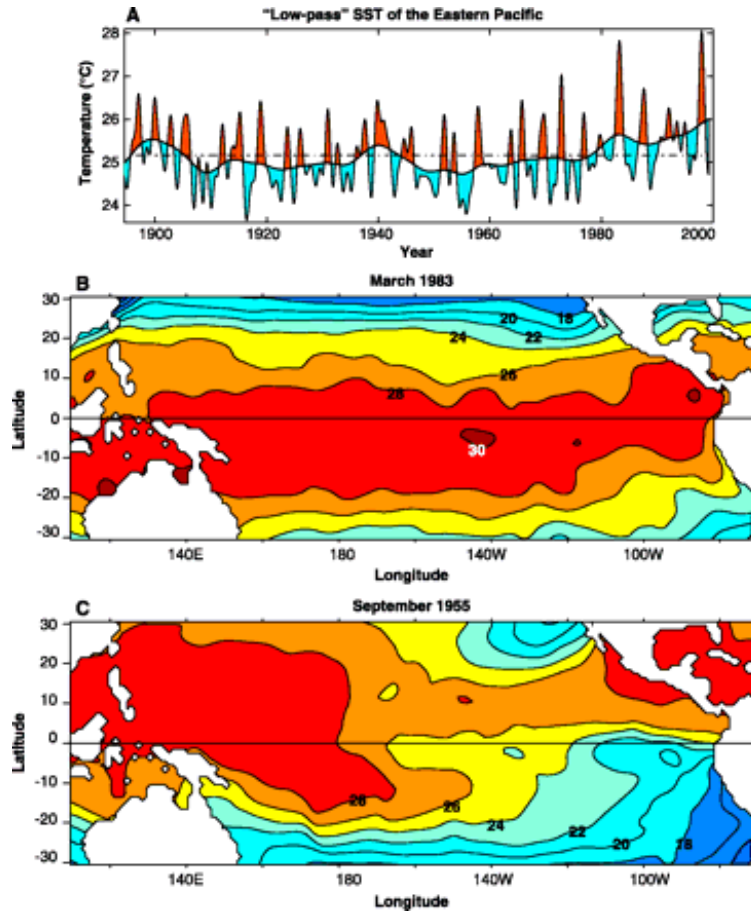 A
"Low-pass" SST of the Eastern Pacific
28
27
26
25
24
Temperature (°C)
1900 1920 1940 1960 1980 2000
Year
B
March 1983
30
20
10
0
-10
-20
-30
Latitude
20 18
24 22
26
28
30
140E 180 140W 100W
Longitude
C
September 1955
30
20
10
0
-10
-20
-30
Latitude
28 26 24 22 20 18
140E 180 140W 100W
Longitude